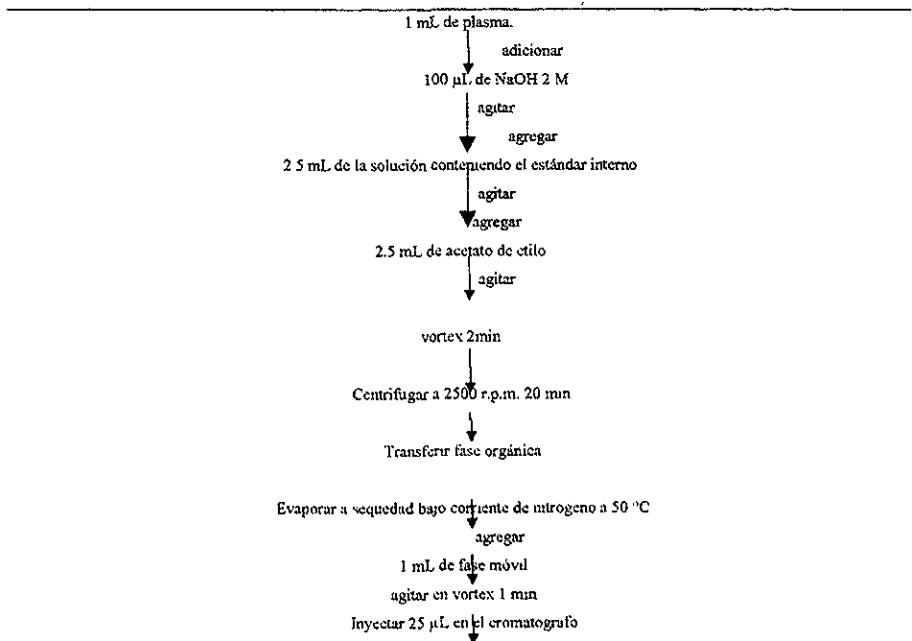 1 mL de plasma.
adicionar
100 µL de NaOH 2 M
agitar
agregar
2 5 mL de la solución conteniendo el estándar interno
agitar
agregar
2.5 mL de acetato de etilo
agitar
vortex 2min
Centrifugar a 2500 r.p.m. 20 min
Transferir fase orgánica
Evaporar a sequedad bajo corriente de nitrogeno a 50 °C
agregar
1 mL de fase móvil
agitar en vortex 1 min
Inyectar 25 µL en el cromatografo